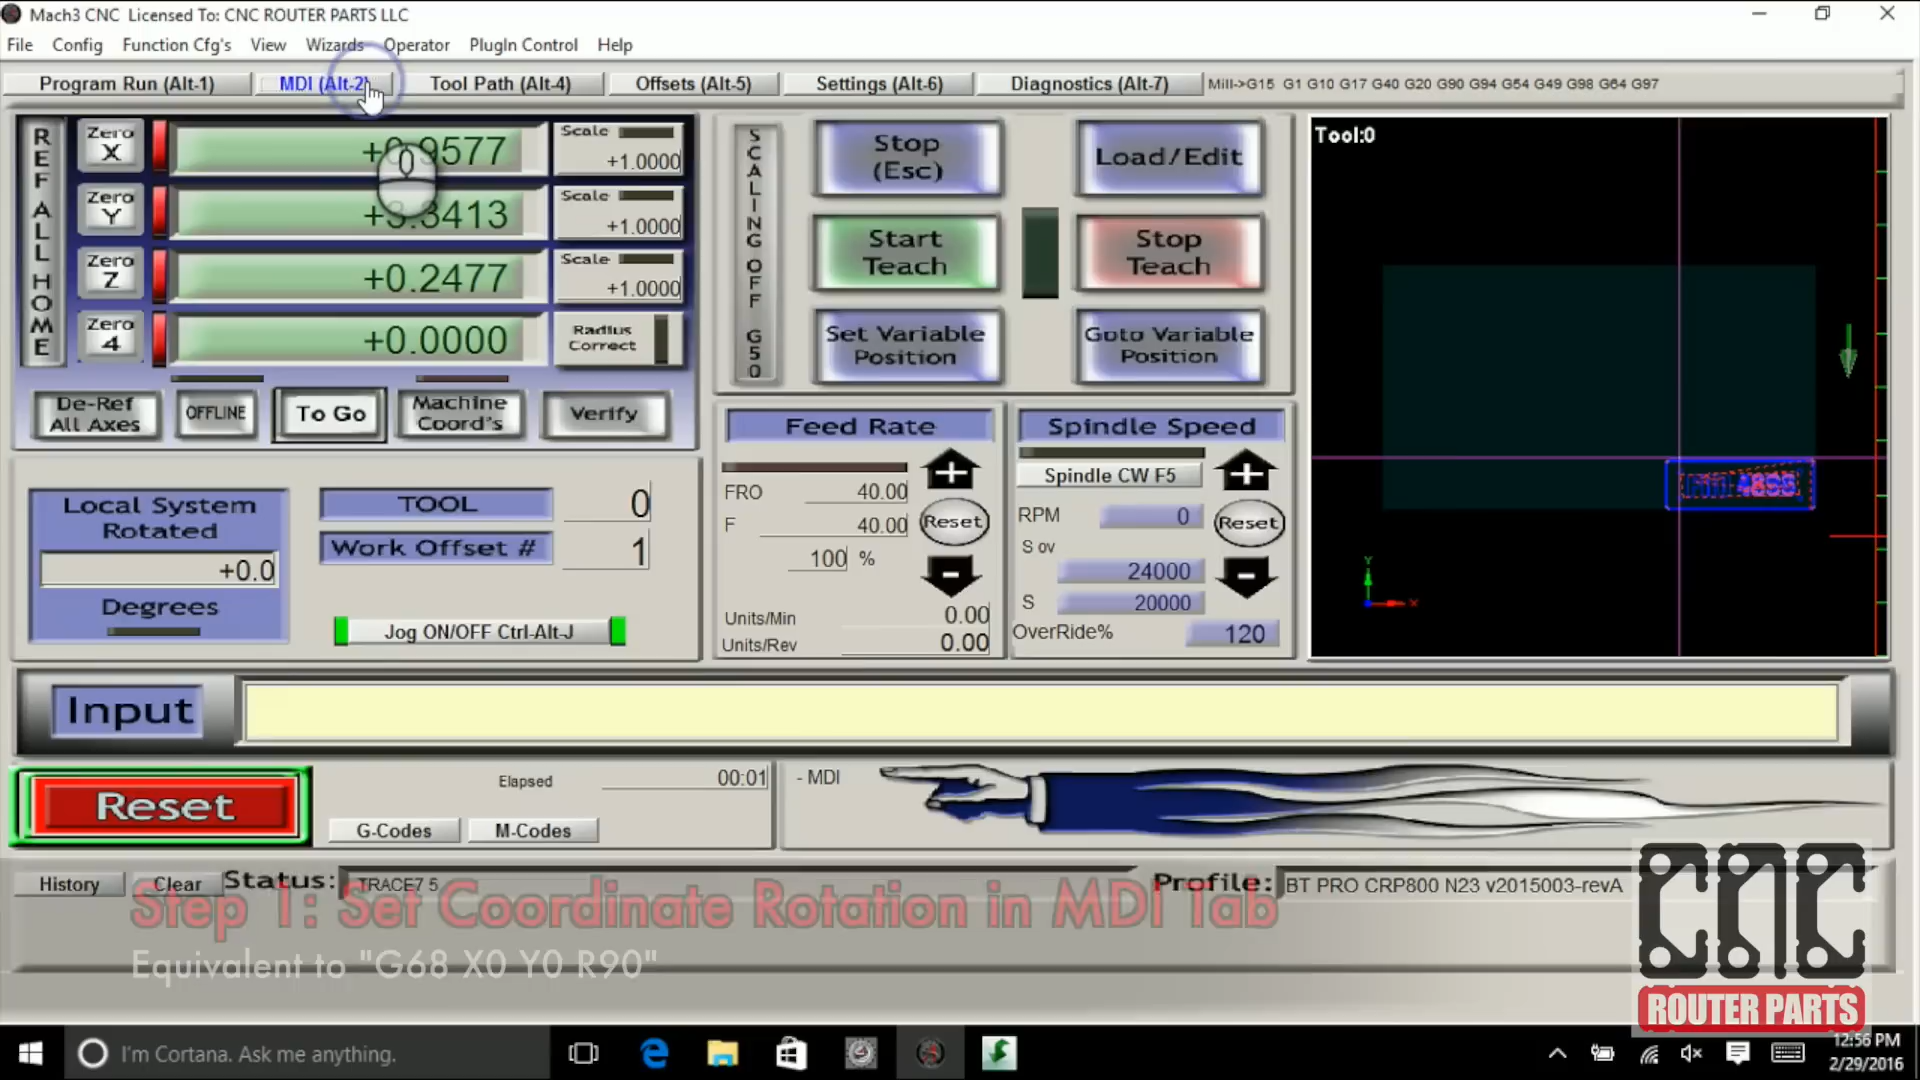 Mach3 CNC Licensed To: CNC ROUTER PARTS LLC
File Config Function Cfg's View Wizards Operator PlugIn Control Help
Program Run (Alt-1) MDI (Alt-2) Tool Path (Alt-4) Offsets (Alt-5) Settings (Alt-6) Diagnostics (Alt-7) Mill->G15 G1 G10 G17 G40 G20 G90 G94 G54 G49 G98 G64 G97
REF ALL HOME
Zero X +0.9577 Scale +1.0000
Zero Y +3.3413 Scale +1.0000
Zero Z +0.2477 Scale +1.0000
Zero 4 +0.0000 Radius Correct
De-Ref All Axes OFFLINE To Go Machine Coord's Verify
SCALING OFF G50
Stop (Esc) Load/Edit
Start Teach Stop Teach
Set Variable Position Goto Variable Position
Tool:0
Y
X
Local System Rotated
+0.0
Degrees
TOOL 0
Work Offset # 1
Jog ON/OFF Ctrl-Alt-J
Feed Rate
FRO 40.00
F 40.00
100 %
Reset
Units/Min 0.00
Units/Rev 0.00
Spindle Speed
Spindle CW F5
RPM 0
Reset
S ov 24000
S 20000
OverRide% 120
Input
Reset
Elapsed 00:01
G-Codes M-Codes
- MDI
History Clear Status: TRACE7 5 Profile: BT PRO CRP800 N23 v2015003-revA
Step 1: Set Coordinate Rotation in MDI Tab
Equivalent to "G68 X0 Y0 R90"
CNC
ROUTER PARTS
I'm Cortana. Ask me anything.
12:56 PM
2/29/2016